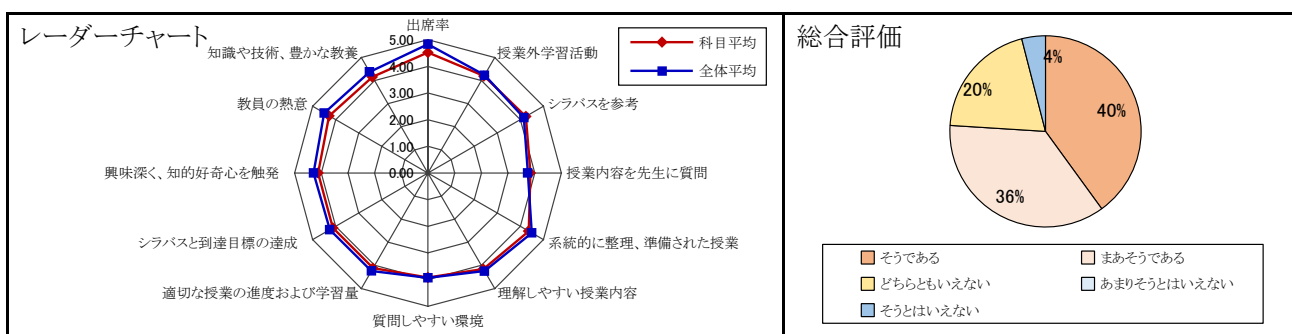 レーダーチャート
出席率
授業外学習活動
シラバスを参考
授業内容を先生に質問
系統的に整理、準備された授業
理解しやすい授業内容
質問しやすい環境
適切な授業の進度および学習量
シラバスと到達目標の達成
興味深く、知的好奇心を触発
教員の熱意
知識や技術、豊かな教養
5.00
4.00
3.00
2.00
1.00
0.00
科目平均
全体平均
総合評価
4%
20%
40%
36%
そうである
まあそうである
どちらともいえない
あまりそうとはいえない
そうとはいえない